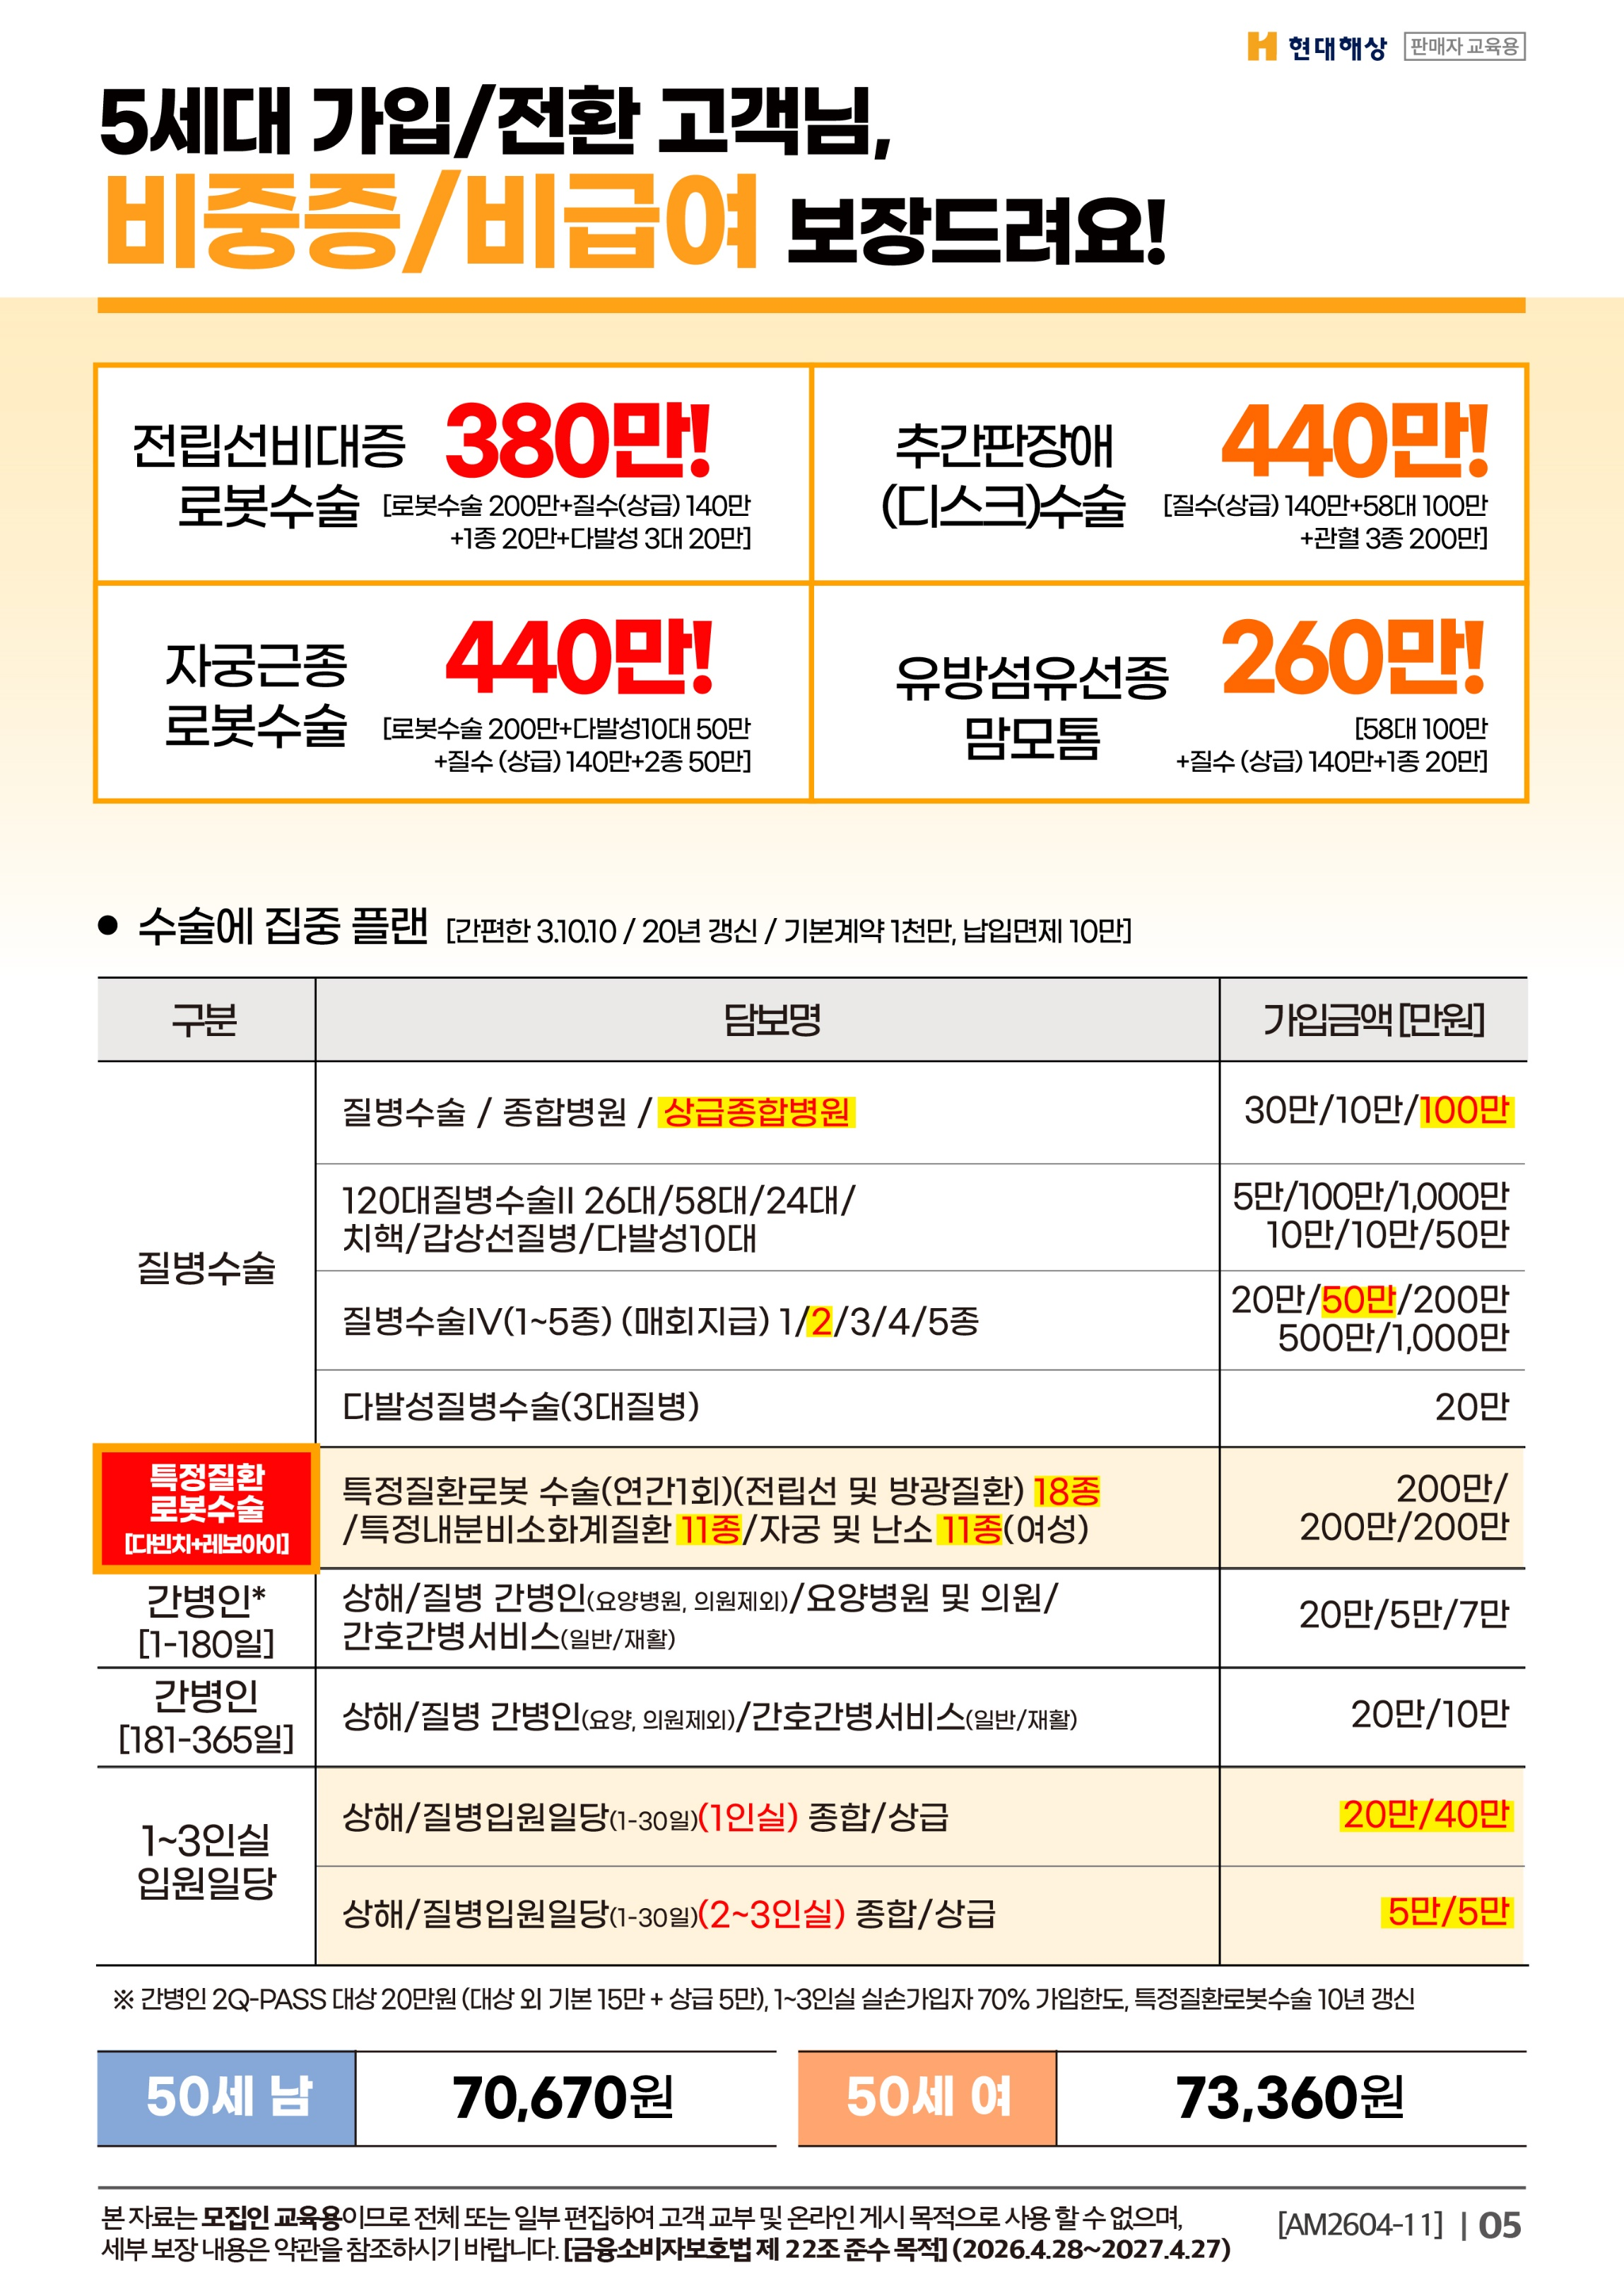 현대해상 판매자 교육용
5세대 가입/전환 고객님,
비중증/비급여 보장드려요!
전립선비대증
로봇수술
380만!
[로봇수술 200만+질수(상급) 140만
+1종 20만+다발성 3대 20만]
추간판장애
(디스크)수술
440만!
[질수(상급) 140만+58대 100만
+관혈 3종 200만]
자궁근종
로봇수술
440만!
[로봇수술 200만+다발성10대 50만
+질수 (상급) 140만+2종 50만]
유방섬유선종
맘모톰
260만!
[58대 100만
+질수 (상급) 140만+1종 20만]
● 수술에 집중 플랜 [간편한 3.10.10 / 20년 갱신 / 기본계약 1천만, 납입면제 10만]
구분 담보명 가입금액 [만원]
질병수술
질병수술 / 종합병원 / 상급종합병원 30만/10만/100만
120대질병수술II 26대/58대/24대/
치핵/갑상선질병/다발성10대
5만/100만/1,000만
10만/10만/50만
질병수술IV(1~5종) (매회지급) 1/2/3/4/5종
20만/50만/200만
500만/1,000만
다발성질병수술(3대질병) 20만
특정질환
로봇수술
[다빈치+레보아이]
특정질환로봇 수술(연간1회)(전립선 및 방광질환) 18종
/특정내분비소화계질환 11종/자궁 및 난소 11종(여성)
200만/
200만/200만
간병인*
[1-180일]
상해/질병 간병인(요양병원, 의원제외)/요양병원 및 의원/
간호간병서비스(일반/재활)
20만/5만/7만
간병인
[181-365일]
상해/질병 간병인(요양, 의원제외)/간호간병서비스(일반/재활)
20만/10만
1~3인실
입원일당
상해/질병입원일당(1-30일)(1인실) 종합/상급 20만/40만
상해/질병입원일당(1-30일)(2~3인실) 종합/상급 5만/5만
※ 간병인 2Q-PASS 대상 20만원 (대상 외 기본 15만 + 상급 5만), 1~3인실 실손가입자 70% 가입한도, 특정질환로봇수술 10년 갱신
50세 남 70,670원
50세 여 73,360원
본 자료는 모집인 교육용이므로 전체 또는 일부 편집하여 고객 교부 및 온라인 게시 목적으로 사용 할 수 없으며,
세부 보장 내용은 약관을 참조하시기 바랍니다. [금융소비자보호법 제 22조 준수 목적] (2026.4.28~2027.4.27)
[AM2604-11] | 05